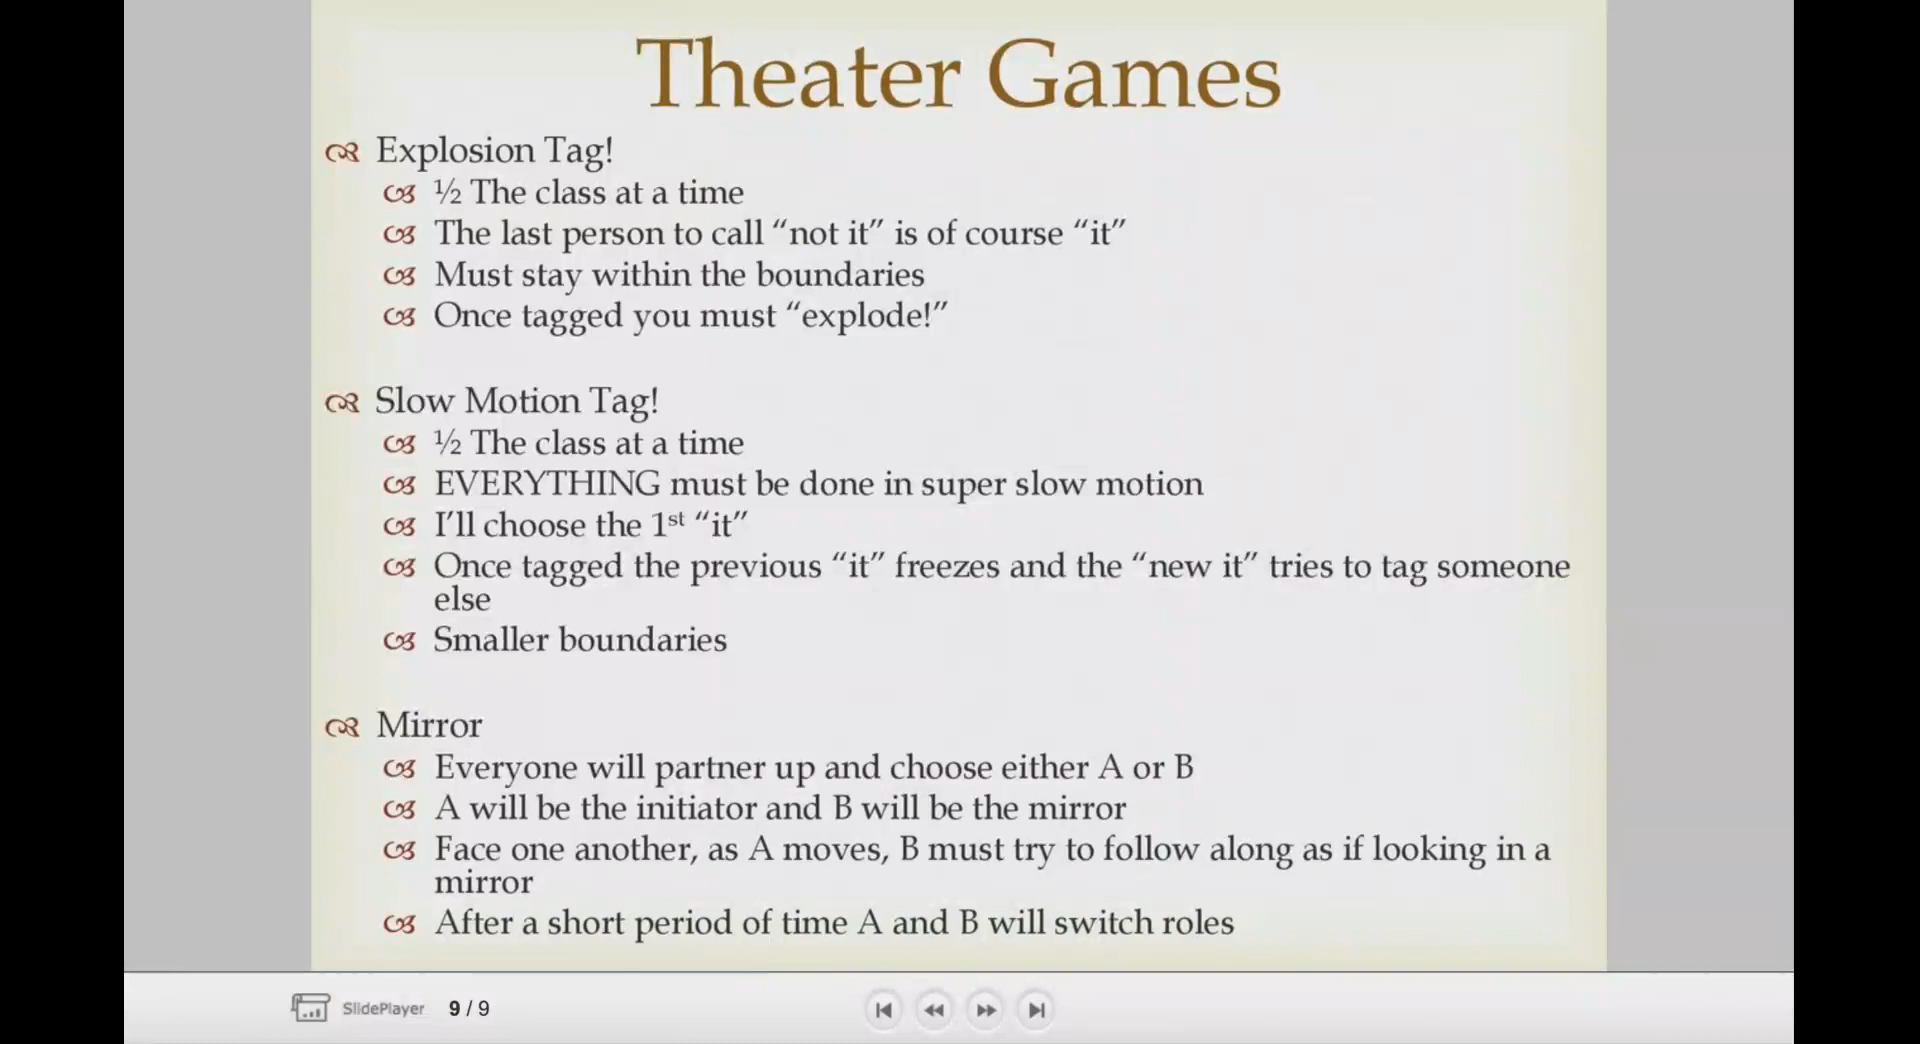 Theater Games
Explosion Tag!
½ The class at a time
The last person to call “not it” is of course “it”
Must stay within the boundaries
Once tagged you must “explode!”
Slow Motion Tag!
½ The class at a time
EVERYTHING must be done in super slow motion
I’ll choose the 1st “it”
Once tagged the previous “it” freezes and the “new it” tries to tag someone
else
Smaller boundaries
Mirror
Everyone will partner up and choose either A or B
A will be the initiator and B will be the mirror
Face one another, as A moves, B must try to follow along as if looking in a
mirror
After a short period of time A and B will switch roles
SlidePlayer 9 / 9